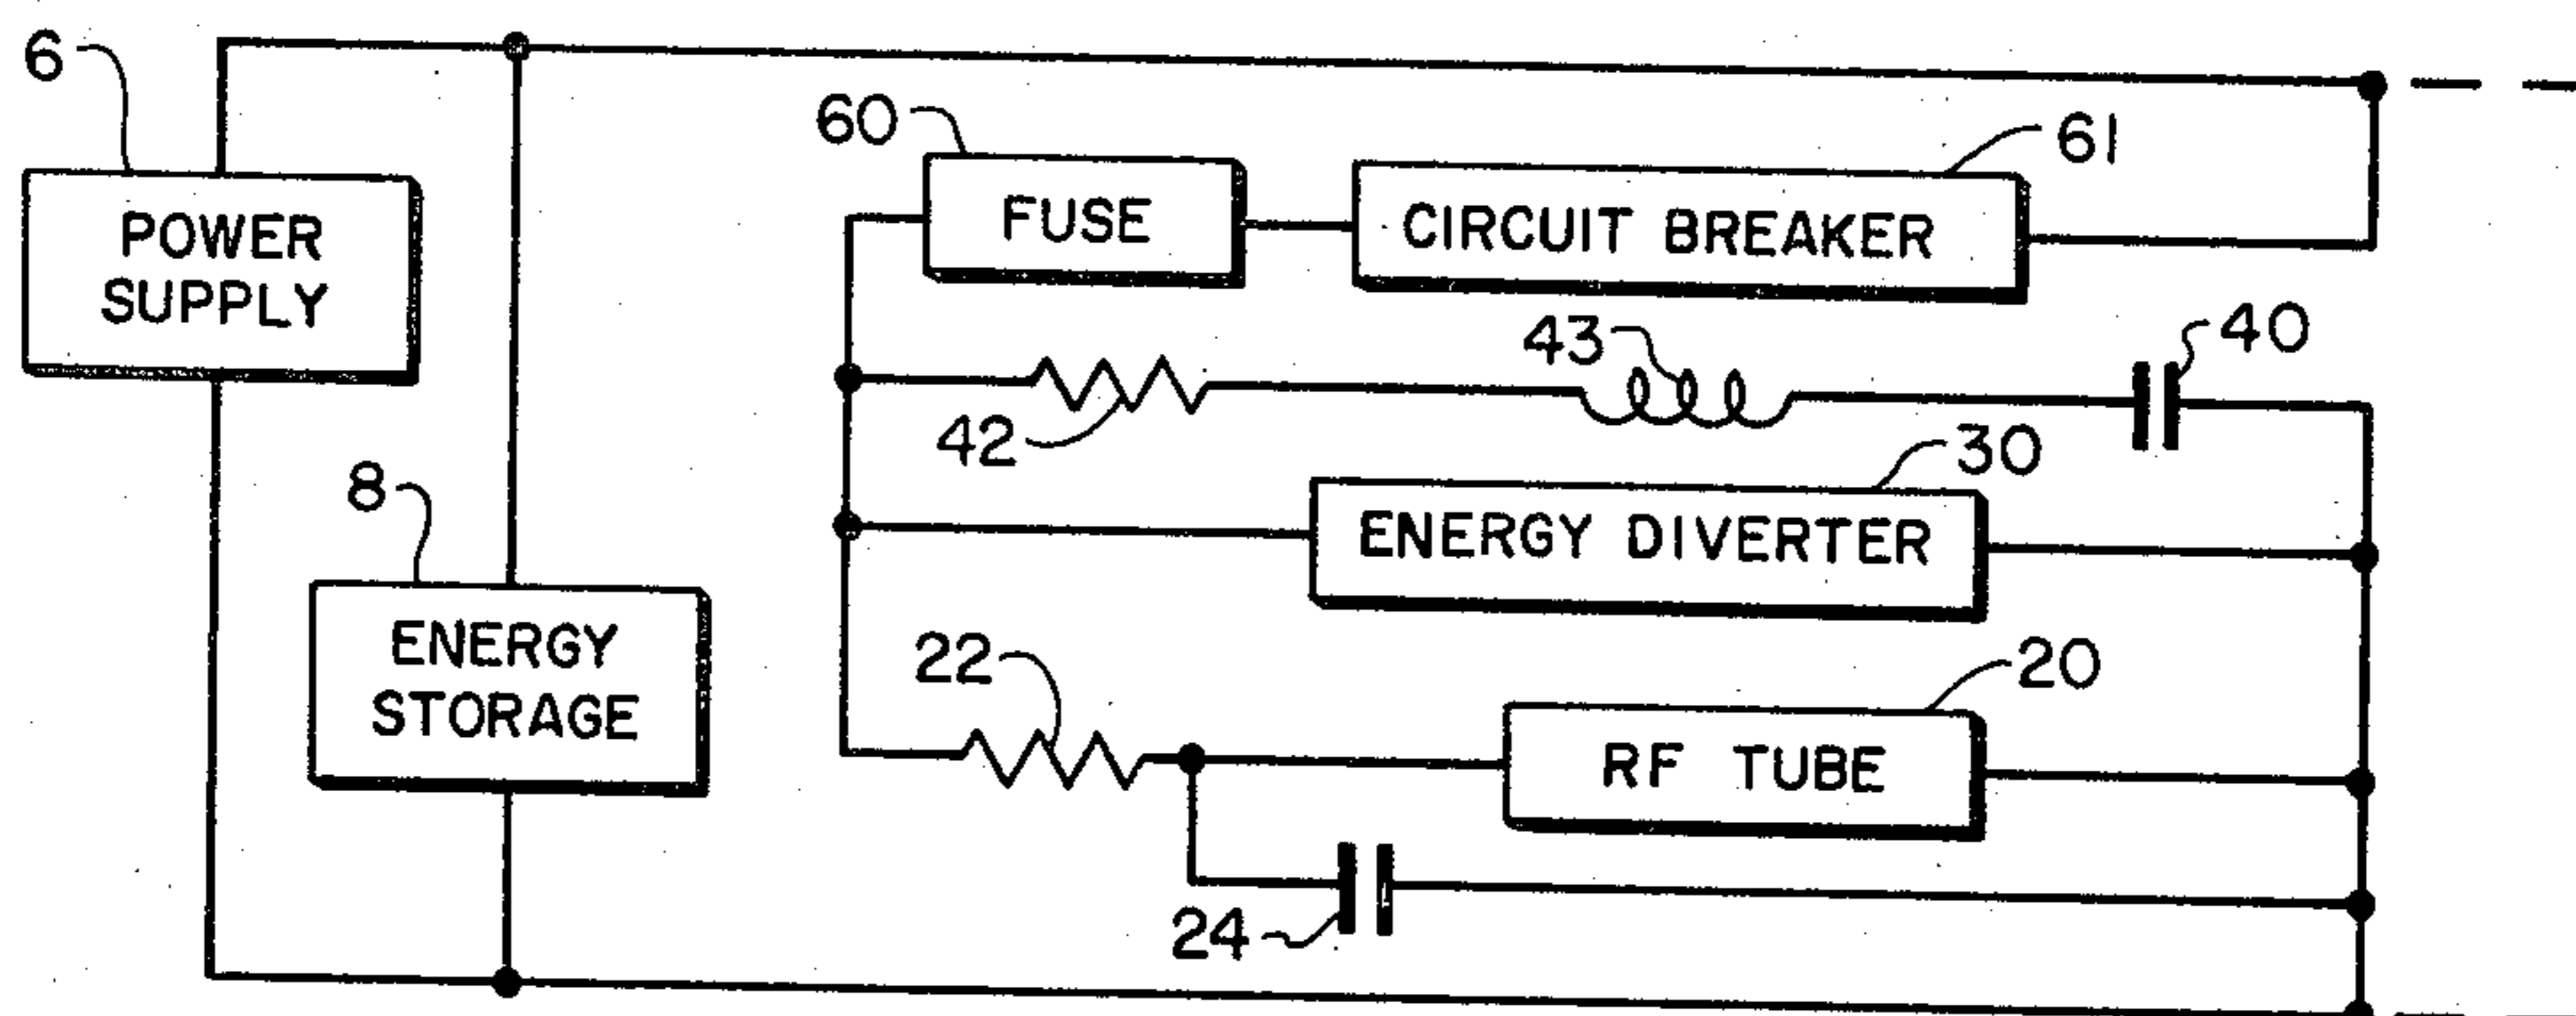 6
60
61
FUSE
CIRCUIT BREAKER
POWER
SUPPLY
43
40
42
30
8
ENERGY DIVERTER
22
20
ENERGY
STORAGE
RF TUBE
24